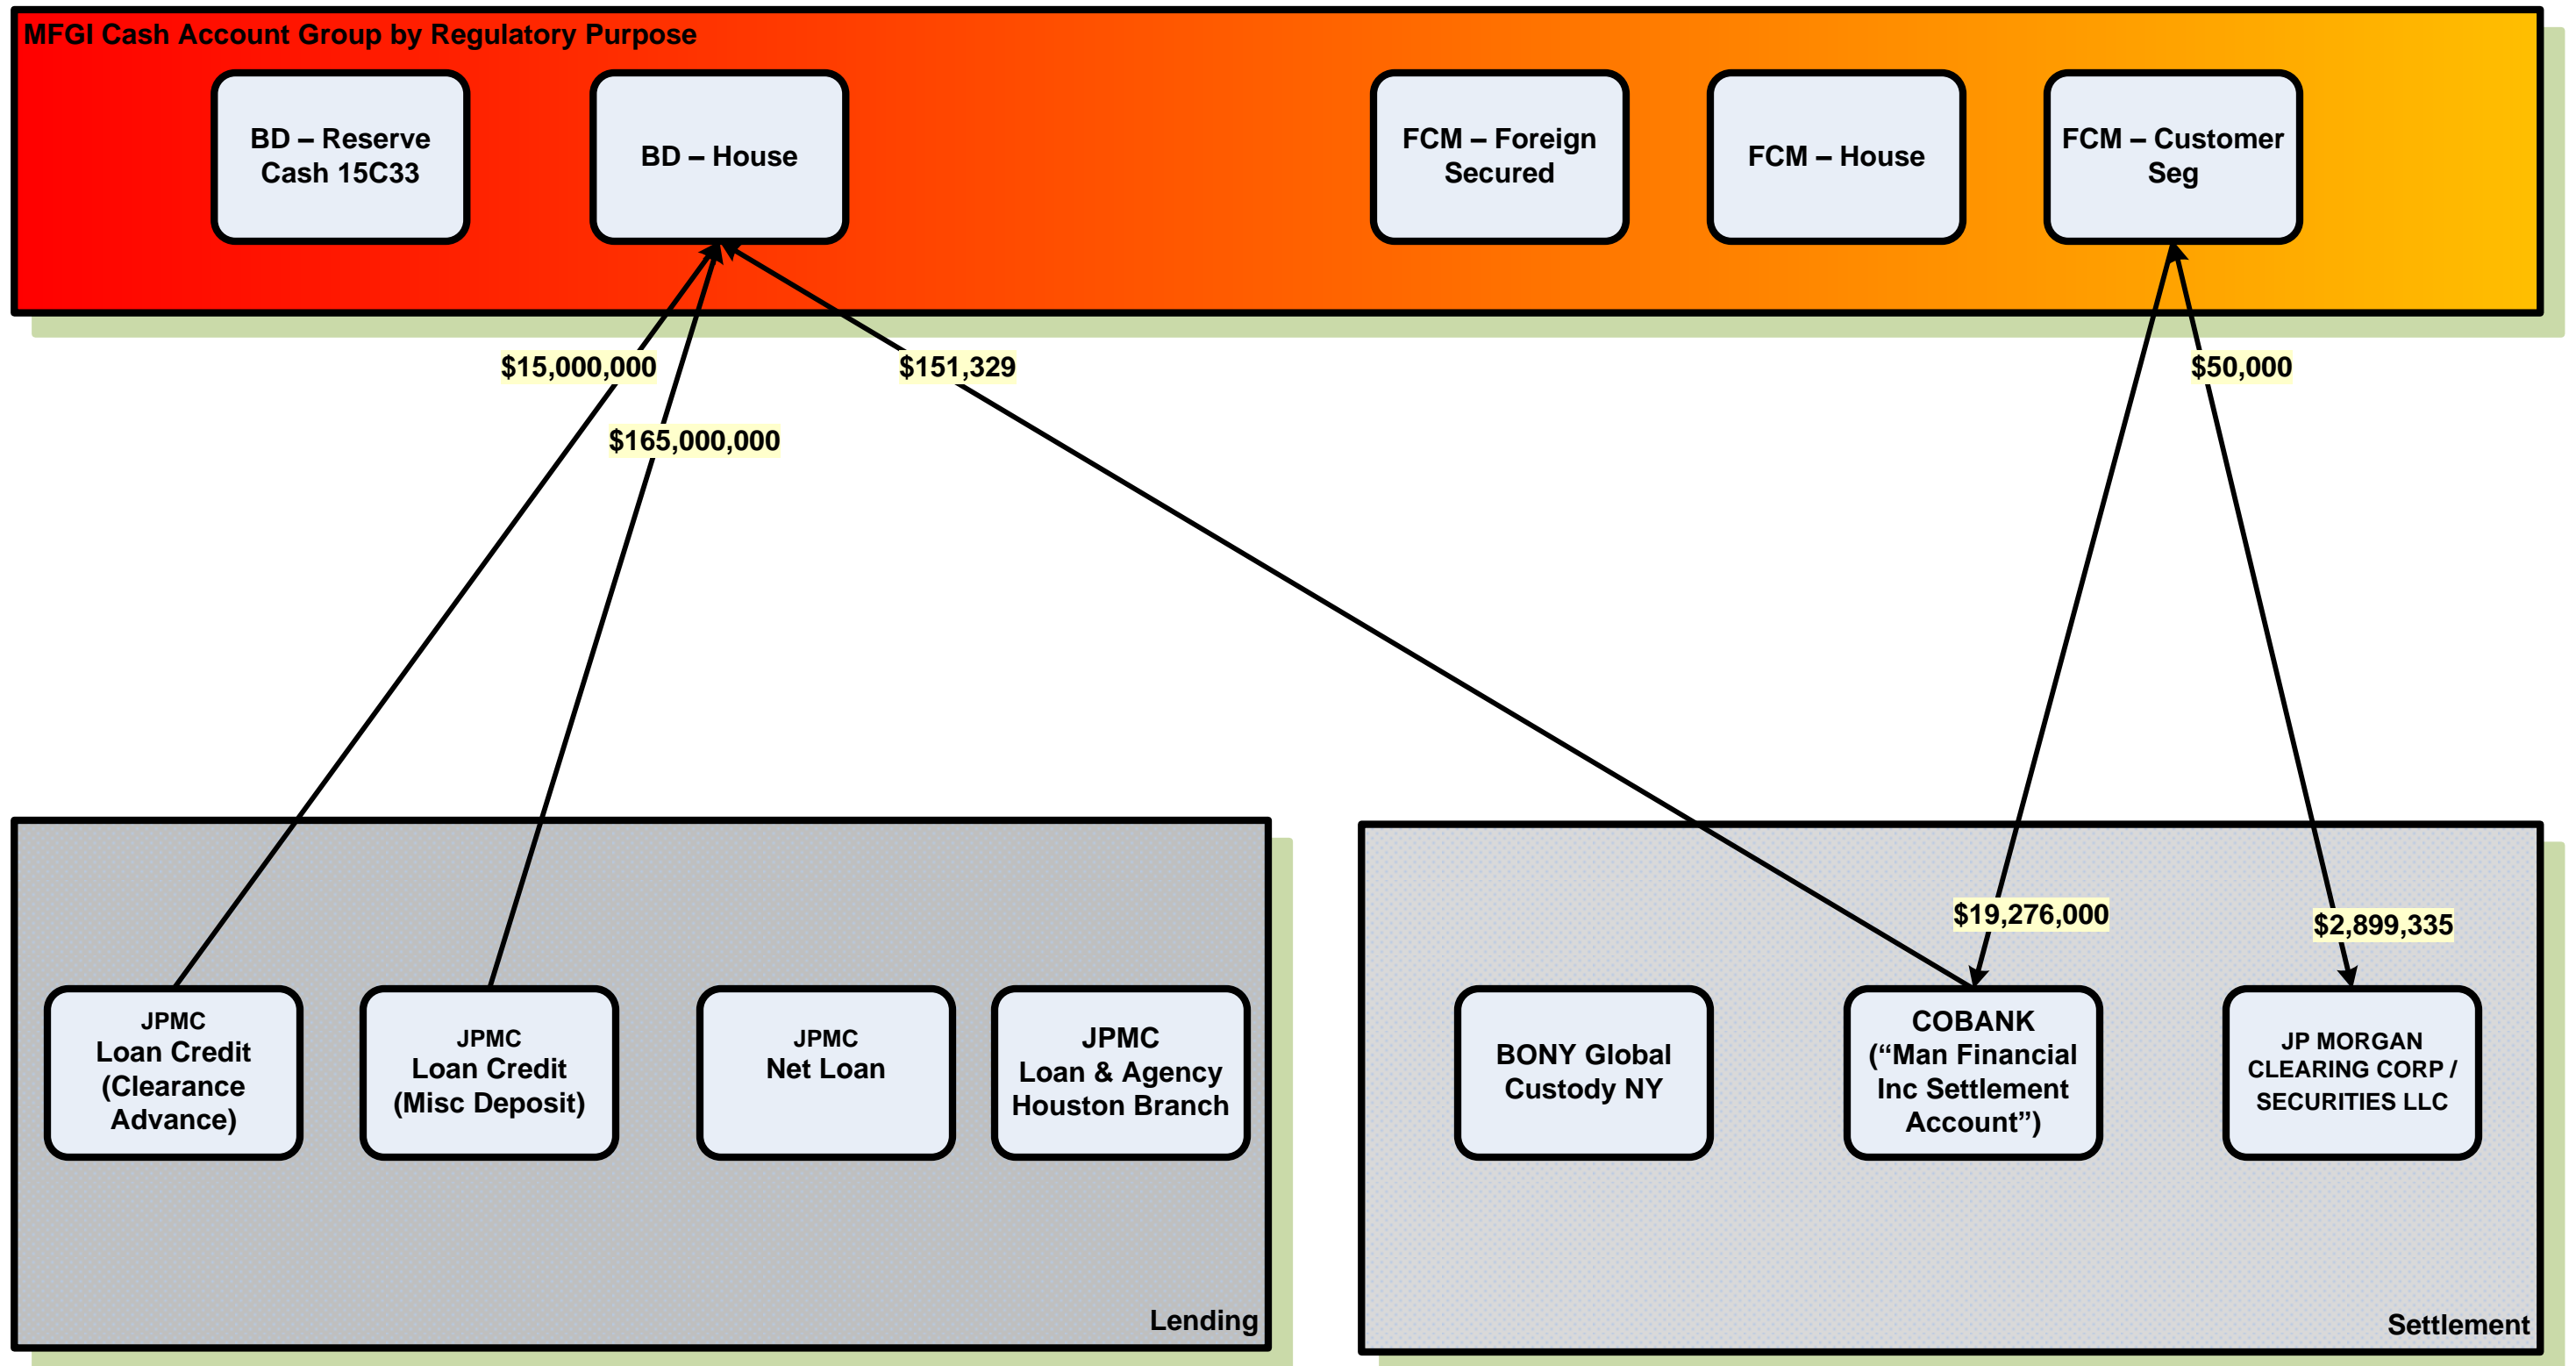 MFGI Cash Account Group by Regulatory Purpose
BD – Reserve
Cash 15C33
BD – House
FCM – Foreign
Secured
FCM – House
FCM – Customer
Seg
$15,000,000
$151,329
$50,000
$165,000,000
$19,276,000
$2,899,335
JPMC
Loan Credit
(Clearance
Advance)
JPMC
Loan Credit
(Misc Deposit)
JPMC
Net Loan
JPMC
Loan & Agency
Houston Branch
Lending
BONY Global
Custody NY
COBANK
(“Man Financial
Inc Settlement
Account”)
JP MORGAN
CLEARING CORP /
SECURITIES LLC
Settlement